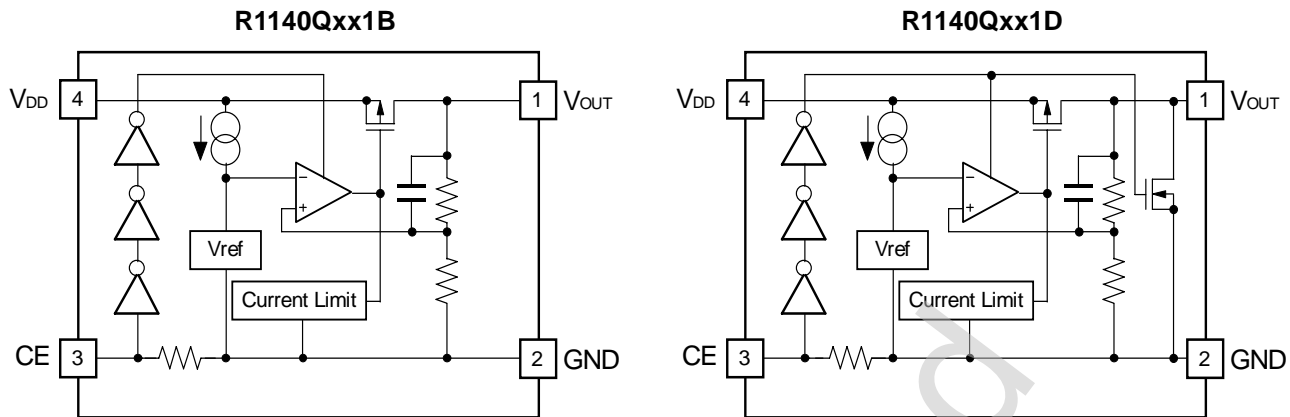 R1140Qxx1B
VDD
4
1
VOUT
−
+
Vref
Current Limit
CE
3
2
GND
R1140Qxx1D
VDD
4
1
VOUT
−
+
Vref
Current Limit
CE
3
2
GND
d